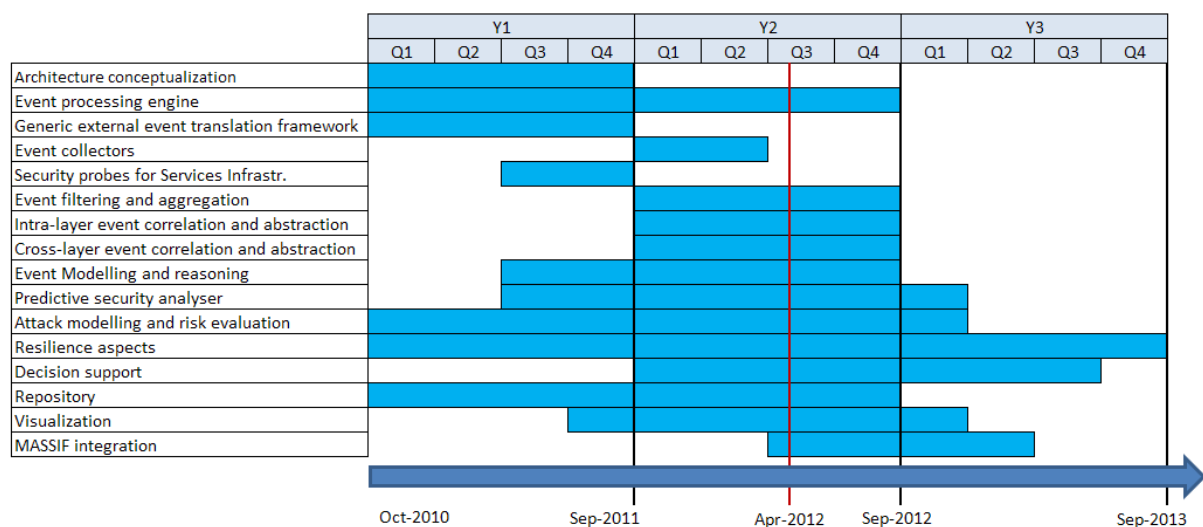 Y1 Y2 Y3
Q1 Q2 Q3 Q4 Q1 Q2 Q3 Q4 Q1 Q2 Q3 Q4
Architecture conceptualization
Event processing engine
Generic external event translation framework
Event collectors
Security probes for Services Infrastr.
Event filtering and aggregation
Intra-layer event correlation and abstraction
Cross-layer event correlation and abstraction
Event Modelling and reasoning
Predictive security analyser
Attack modelling and risk evaluation
Resilience aspects
Decision support
Repository
Visualization
MASSIF integration
Oct-2010 Sep-2011 Apr-2012 Sep-2012 Sep-2013